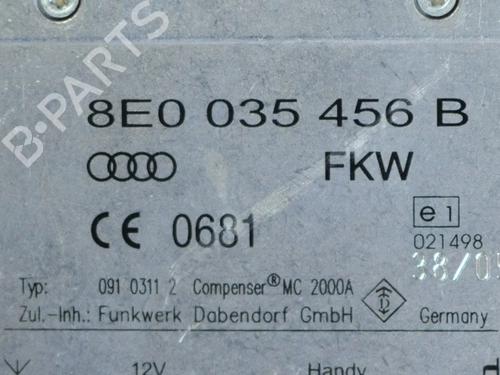 B-PARTS
8E0 035 456 B
FKW
CE 0681
e1
021498
38/05
Typ: 091 0311 2 Compenser® MC 2000A
Zul.-Inh.: Funkwerk Dabendorf GmbH Germany
12V Handy